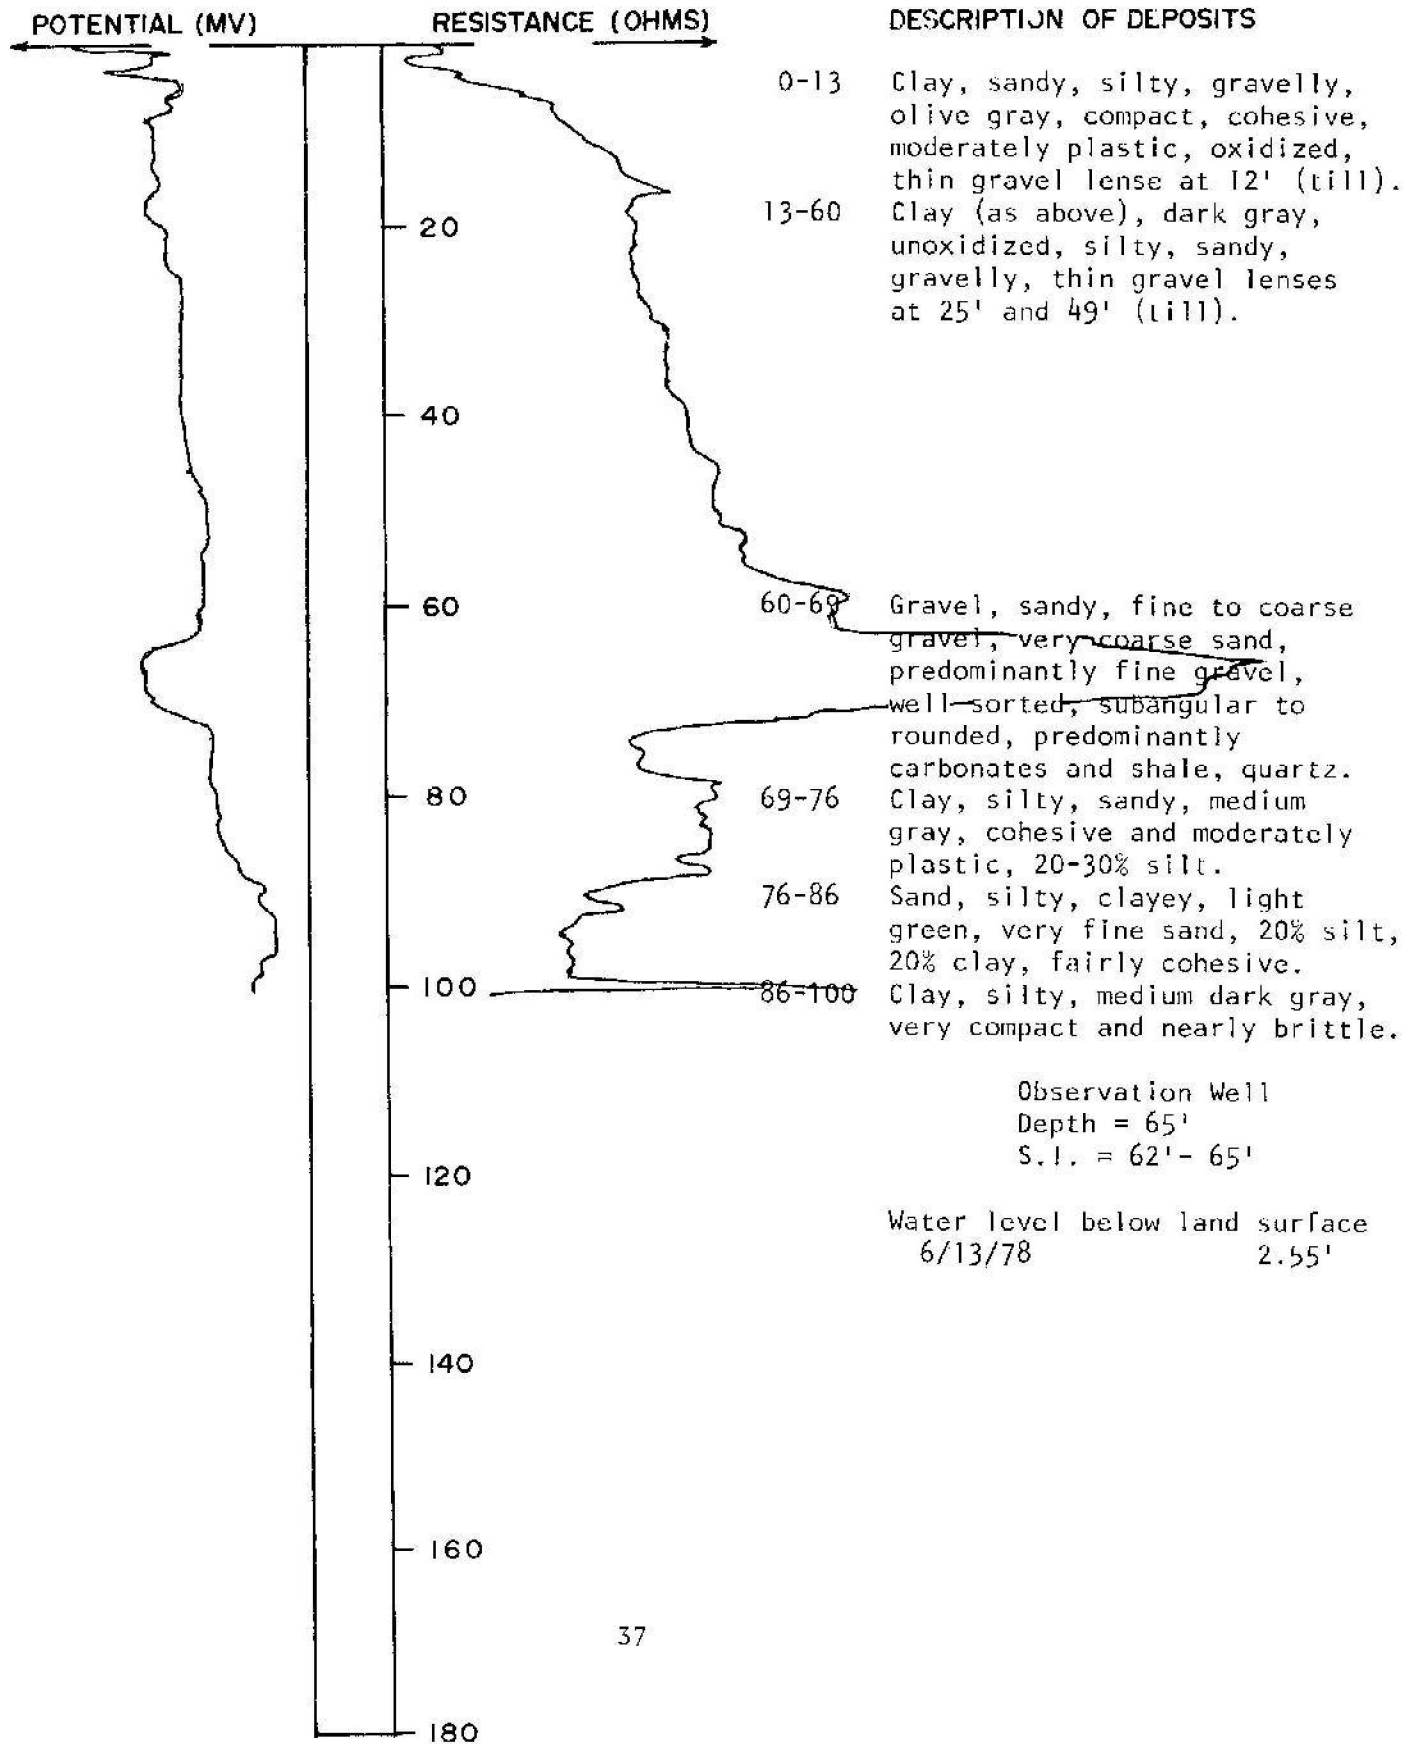 POTENTIAL (MV) RESISTANCE (OHMS) DESCRIPTION OF DEPOSITS
0-13 Clay, sandy, silty, gravelly,
olive gray, compact, cohesive,
moderately plastic, oxidized,
thin gravel lense at 12' (till).
13-60 Clay (as above), dark gray,
unoxidized, silty, sandy,
gravelly, thin gravel lenses
at 25' and 49' (till).
20
40
60
60-69 Gravel, sandy, fine to coarse
gravel, very coarse sand,
predominantly fine gravel,
well sorted, subangular to
rounded, predominantly
carbonates and shale, quartz.
80
69-76 Clay, silty, sandy, medium
gray, cohesive and moderately
plastic, 20-30% silt.
76-86 Sand, silty, clayey, light
green, very fine sand, 20% silt,
20% clay, fairly cohesive.
100
86-100 Clay, silty, medium dark gray,
very compact and nearly brittle.
Observation Well
Depth = 65'
S.I. = 62'- 65'
120
Water level below land surface
6/13/78 2.55'
140
160
37
180